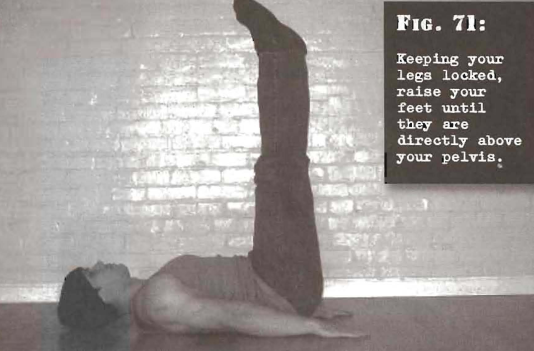 FIG. 71:
Keeping your
legs locked,
raise your
feet until
they are
directly above
your pelvis.